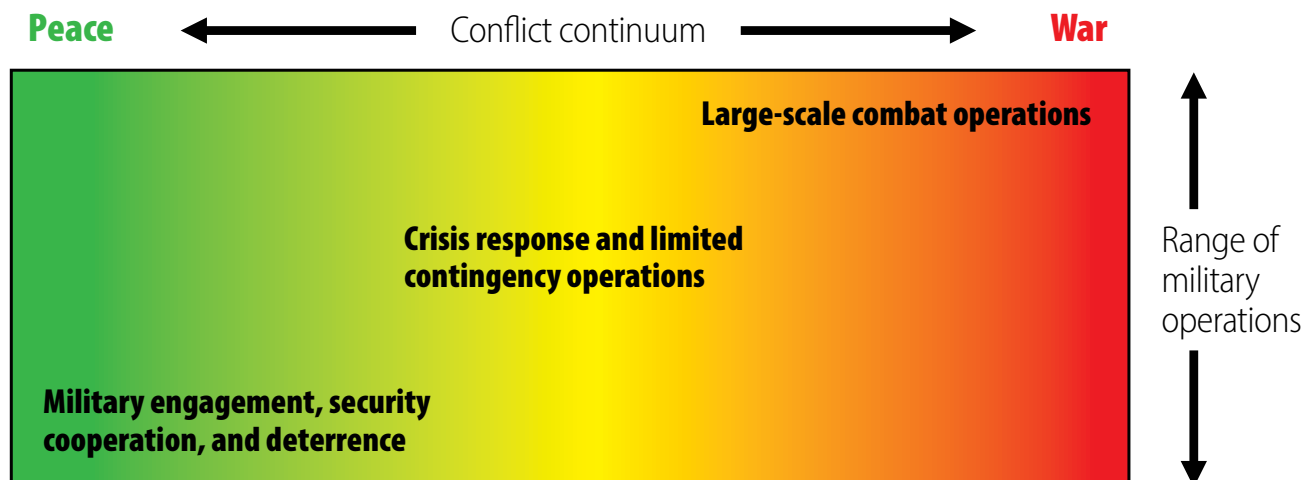 Peace
Conflict continuum
War
Large-scale combat operations
Crisis response and limited
contingency operations
Range of
military
operations
Military engagement, security
cooperation, and deterrence